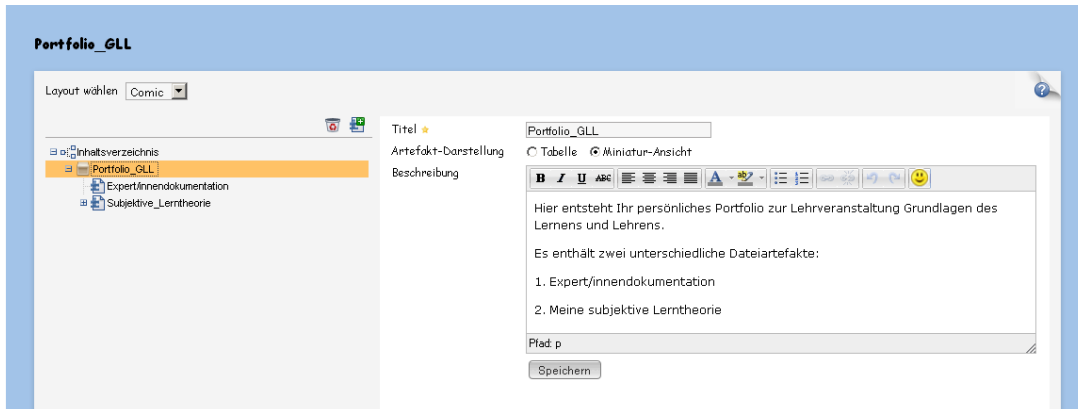 Portfolio_GLL
Layout wählen Comic
Inhaltsverzeichnis
Portfolio_GLL
Expert/innendokumentation
Subjektive_Lerntheorie
Titel Portfolio_GLL
Artefakt-Darstellung Tabelle Miniatur-Ansicht
Beschreibung
B I U ABC A ab
Hier entsteht Ihr persönliches Portfolio zur Lehrveranstaltung Grundlagen des
Lernens und Lehrens.
Es enthält zwei unterschiedliche Dateiartefakte:
1. Expert/innendokumentation
2. Meine subjektive Lerntheorie
Pfad: p
Speichern